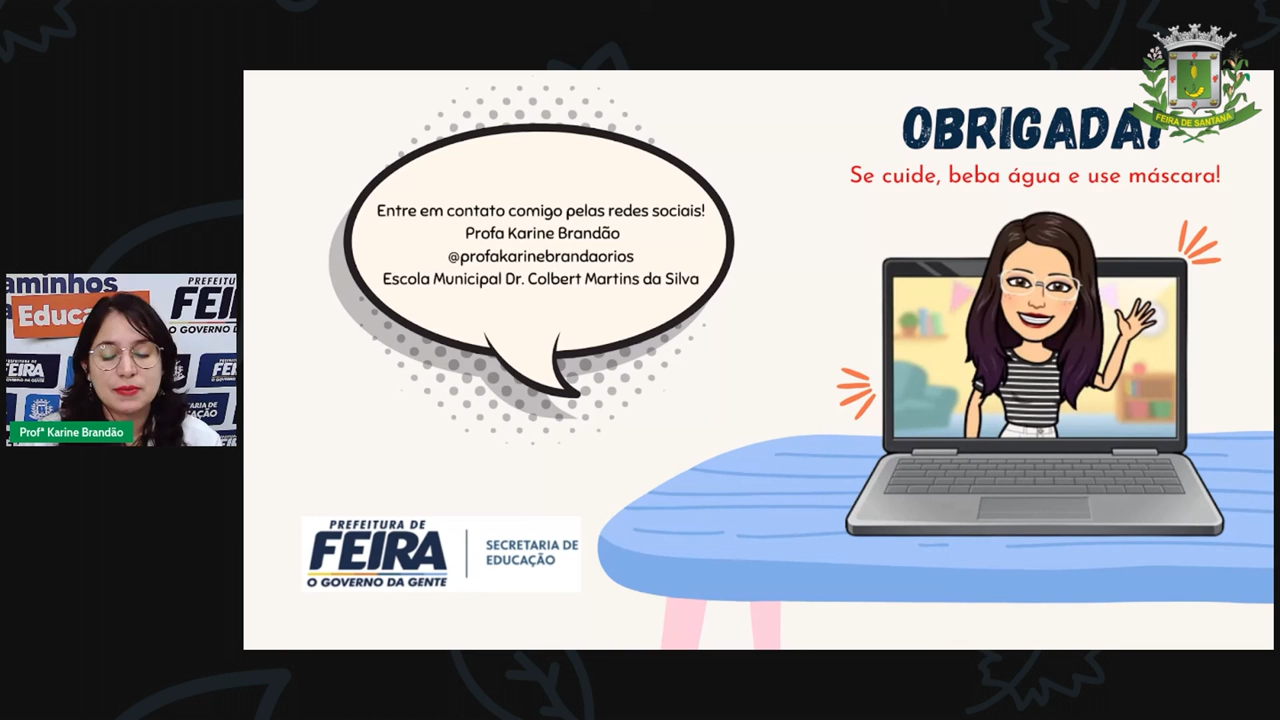 OBRIGADA!
Se cuide, beba água e use máscara!
Entre em contato comigo pelas redes sociais!
Profa Karine Brandão
@profakarinebrandaorios
Escola Municipal Dr. Colbert Martins da Silva
PREFEITURA DE
FEIRA
O GOVERNO DA GENTE
SECRETARIA DE
EDUCAÇÃO
FEIRA DE SANTANA
Profª Karine Brandão